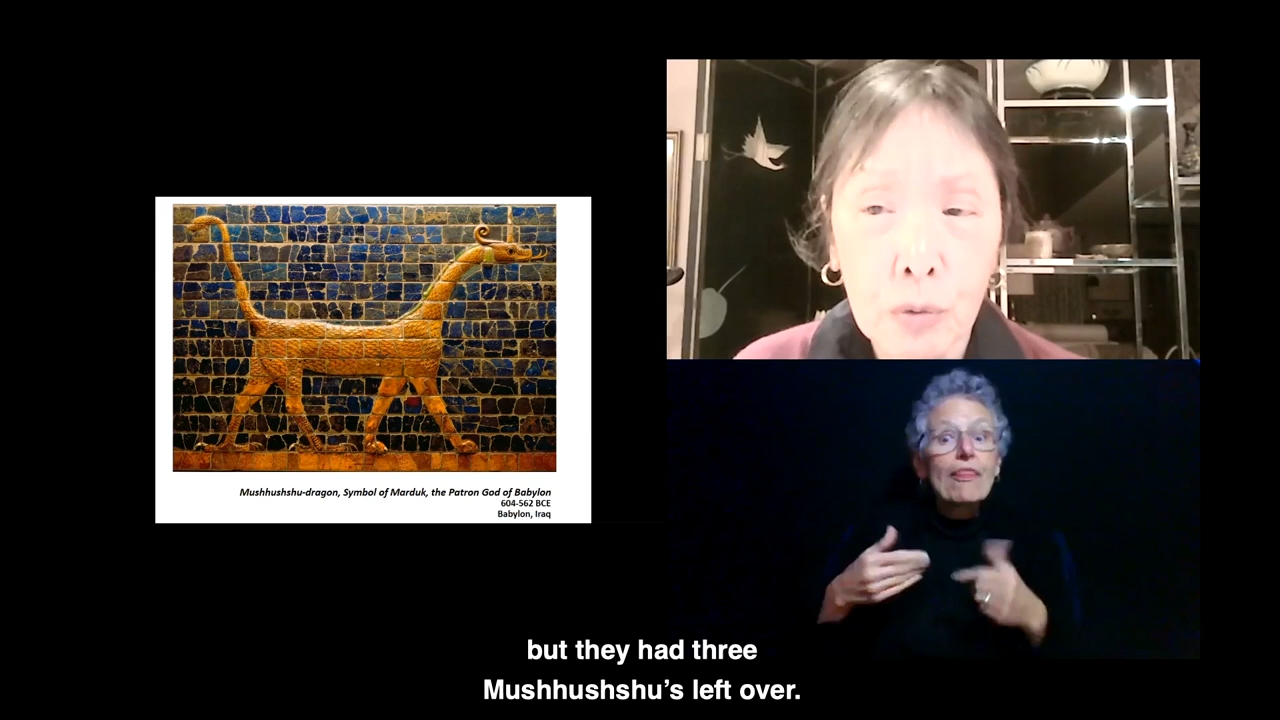 Mushhushshu-dragon, Symbol of Marduk, the Patron God of Babylon
604-562 BCE
Babylon, Iraq
but they had three
Mushhushshu’s left over.